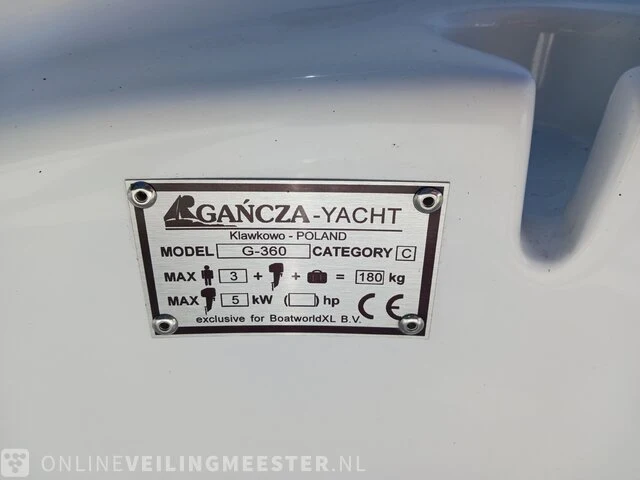 GAŃCZA-YACHT
Klawkowo - POLAND
MODEL G-360 CATEGORY C
MAX 3 + + = 180 kg
MAX 5 kW ( ) hp
CE
exclusive for BoatworldXL B.V.
ONLINEVEILINGMEESTER.NL